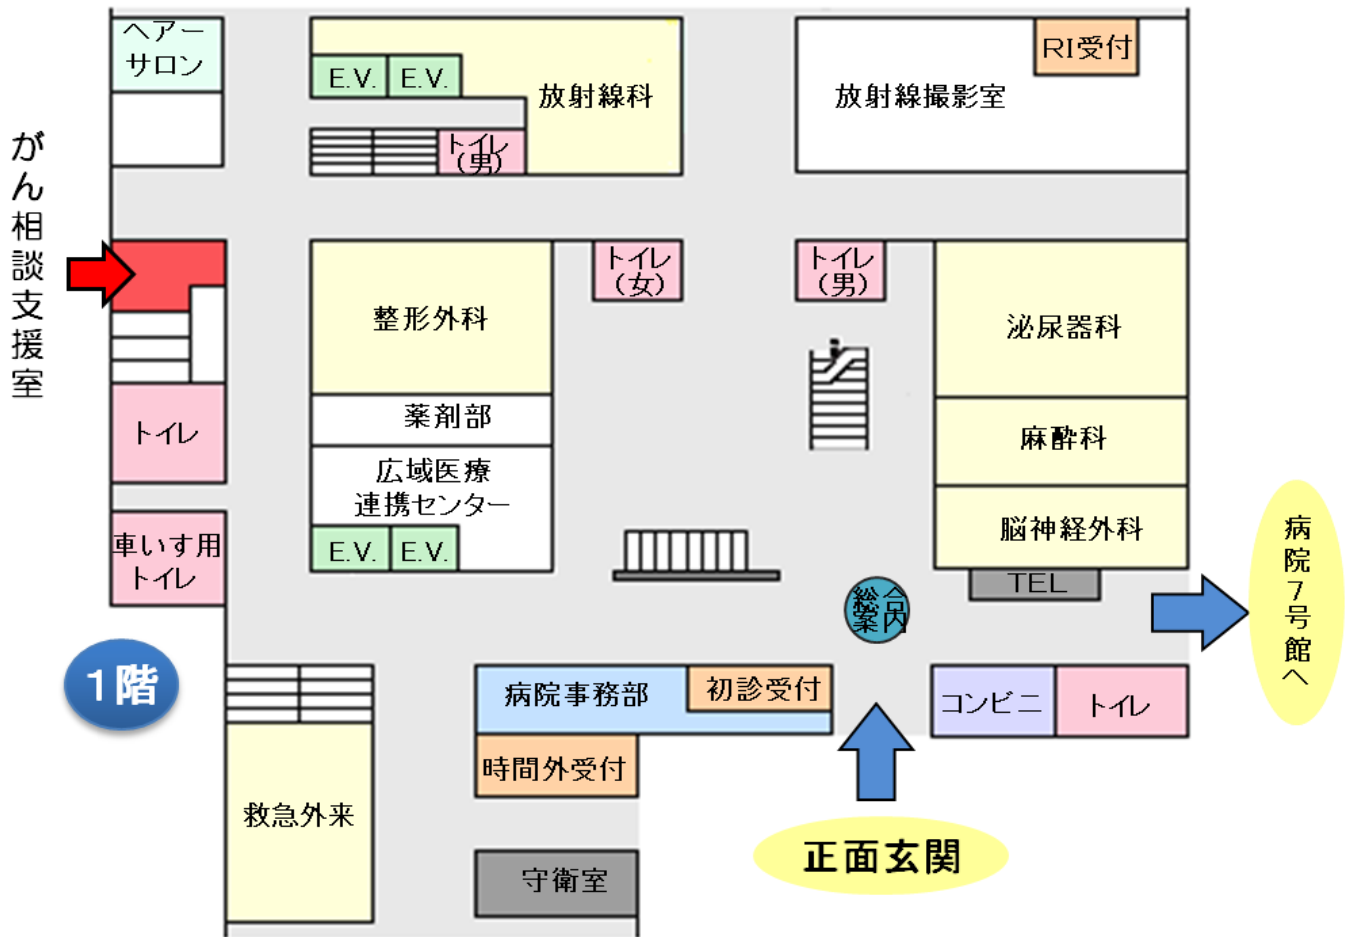 ヘアー
サロン
E.V.
E.V.
放射線科
トイレ
(男)
放射線撮影室
RI受付
がん相談支援室
整形外科
トイレ
(女)
トイレ
(男)
泌尿器科
薬剤部
麻酔科
トイレ
広域医療
連携センター
E.V.
E.V.
脳神経外科
車いす用
トイレ
TEL
総合
案内
病院7号館へ
1階
病院事務部
初診受付
コンビニ
トイレ
時間外受付
救急外来
正面玄関
守衛室